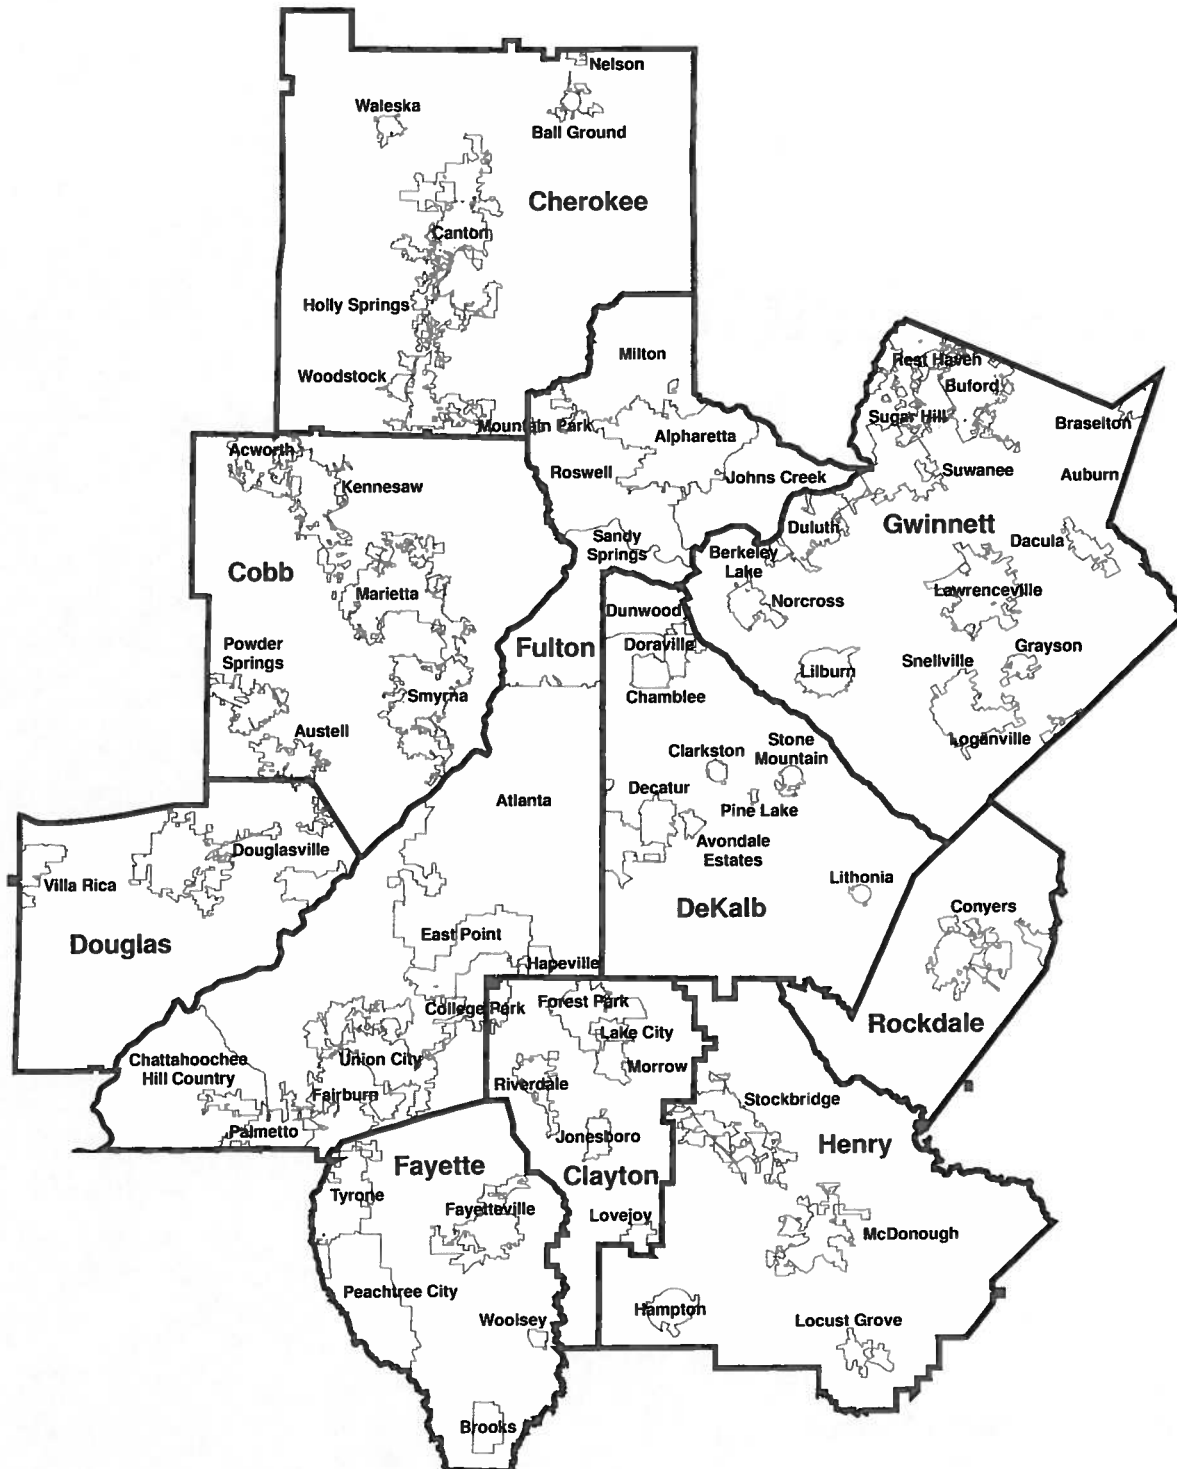 Nelson
Waleska
Ball Ground
Cherokee
Canton
Holly Springs
Milton
Rest Haven
Woodstock
Buford
Sugar Hill
Braselton
Mountain Park
Alpharetta
Acworth
Roswell
Johns Creek
Suwanee
Auburn
Kennesaw
Duluth
Gwinnett
Sandy
Springs
Dacula
Berkeley
Lake
Cobb
Marietta
Norcross
Lawrenceville
Dunwood
Fulton
Doraville
Powder
Springs
Grayson
Snellville
Lilburn
Chamblee
Smyrna
Austell
Loganville
Clarkston
Stone
Mountain
Decatur
Atlanta
Pine Lake
Avondale
Estates
Douglasville
Villa Rica
Lithonia
DeKalb
Conyers
East Point
Douglas
Hapeville
College Park
Forest Park
Rockdale
Lake City
Chattahoochee
Hill Country
Union City
Morrow
Riverdale
Fairburn
Stockbridge
Palmetto
Jonesboro
Henry
Fayette
Clayton
Tyrone
Fayetteville
Lovejoy
McDonough
Peachtree City
Hampton
Woolsey
Locust Grove
Brooks